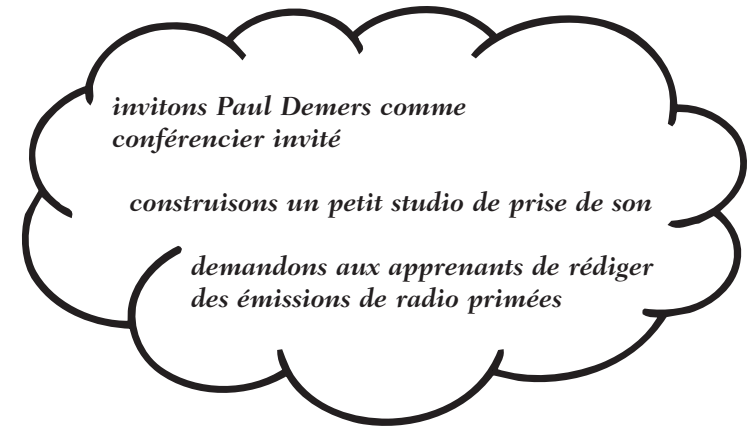 invitons Paul Demers comme
conférencier invité
construisons un petit studio de prise de son
demandons aux apprenants de rédiger
des émissions de radio primées